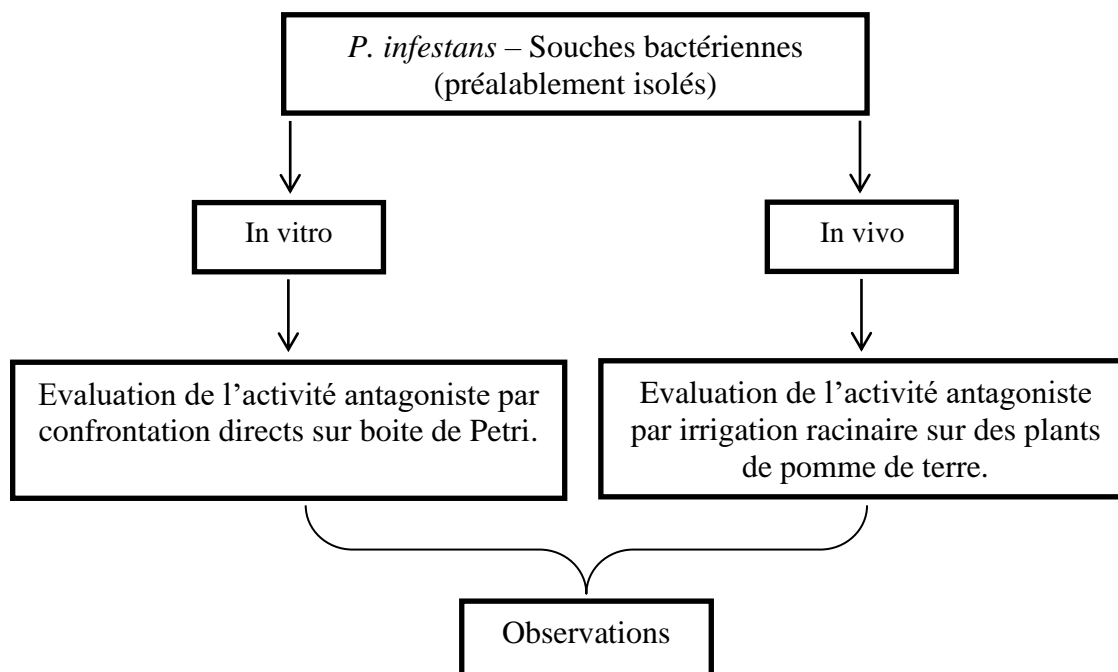 P. infestans – Souches bactériennes
(préalablement isolés)
In vitro
In vivo
Evaluation de l’activité antagoniste par
confrontation directs sur boite de Petri.
Evaluation de l’activité antagoniste
par irrigation racinaire sur des plants
de pomme de terre.
Observations